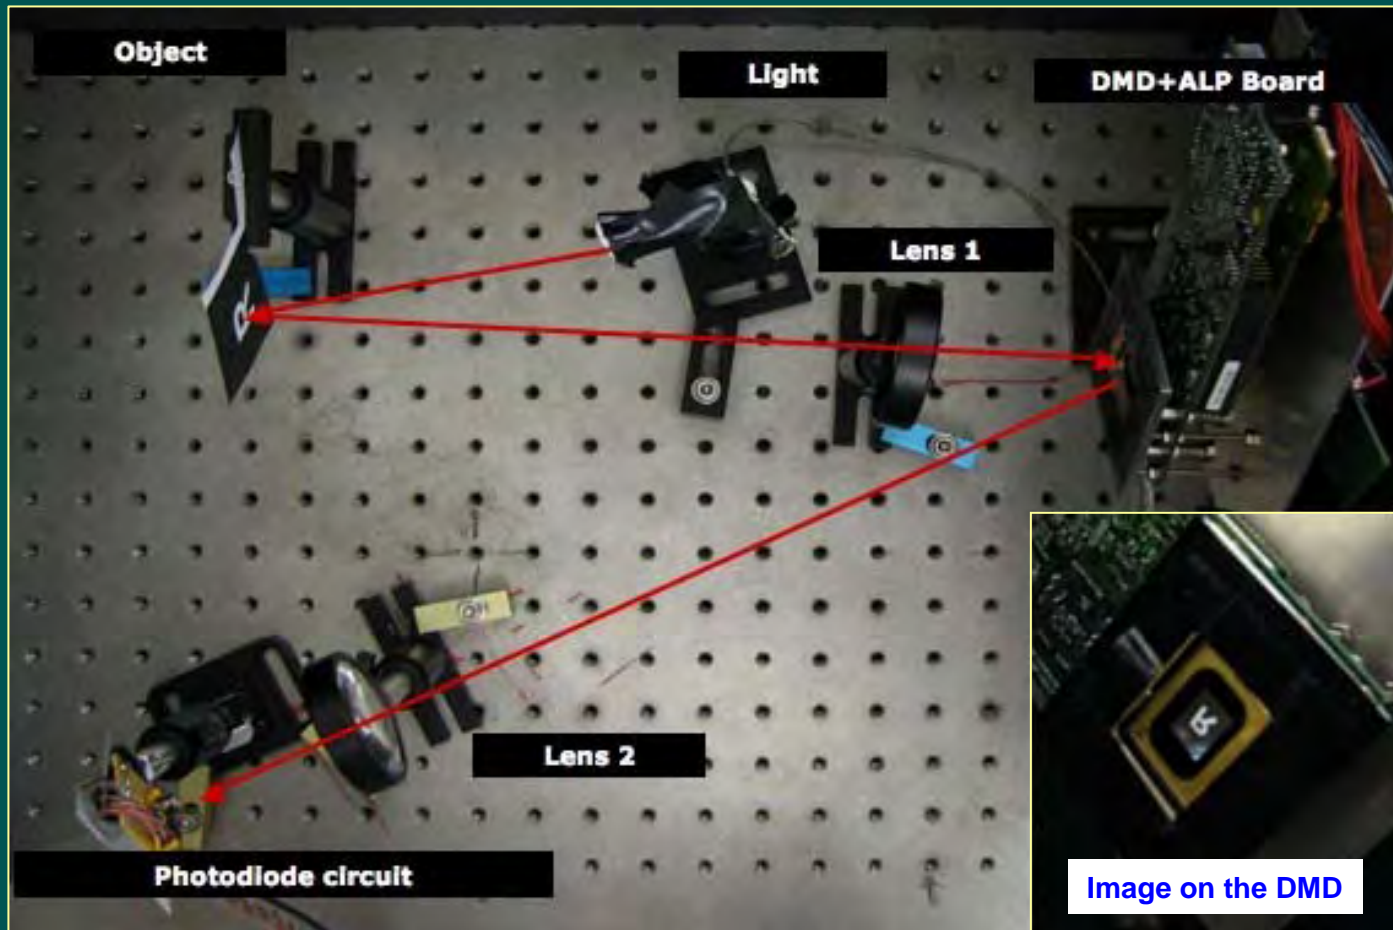 Object
Light
DMD+ALP Board
Lens 1
R
Lens 2
R
Photodiode circuit
Image on the DMD